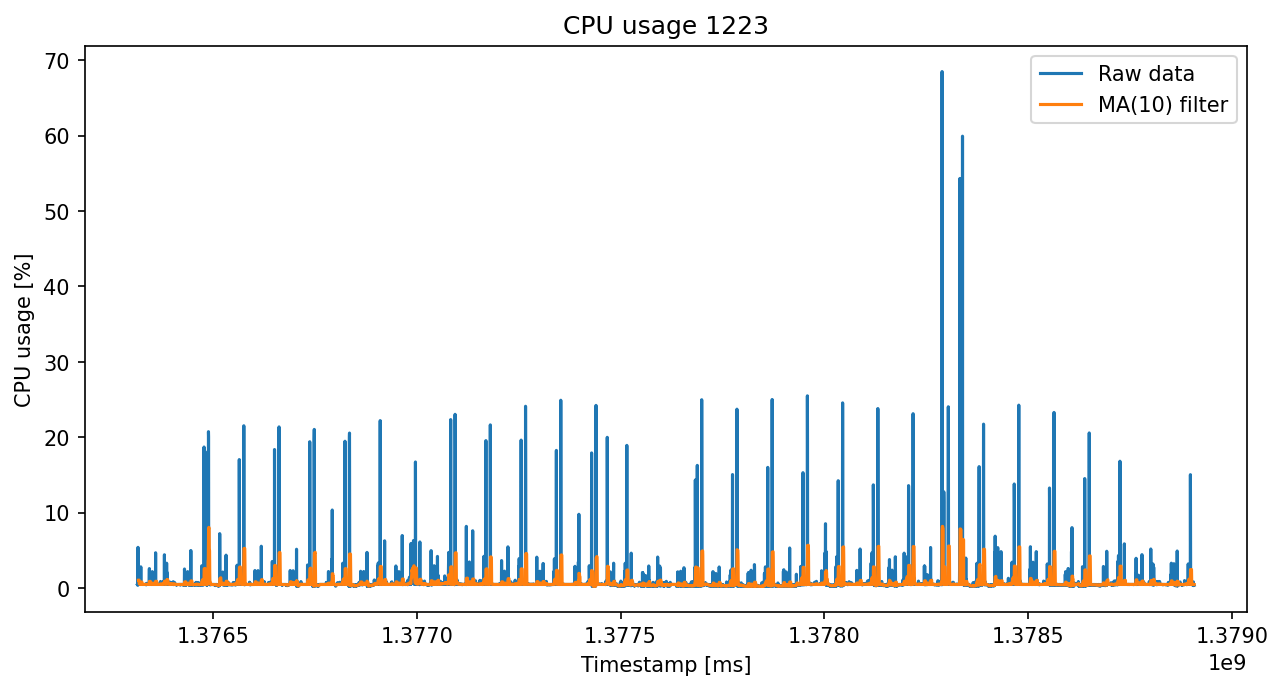 CPU usage 1223
Raw data
MA(10) filter
CPU usage [%]
70
60
50
40
30
20
10
0
1.3765 1.3770 1.3775 1.3780 1.3785 1.3790
1e9
Timestamp [ms]